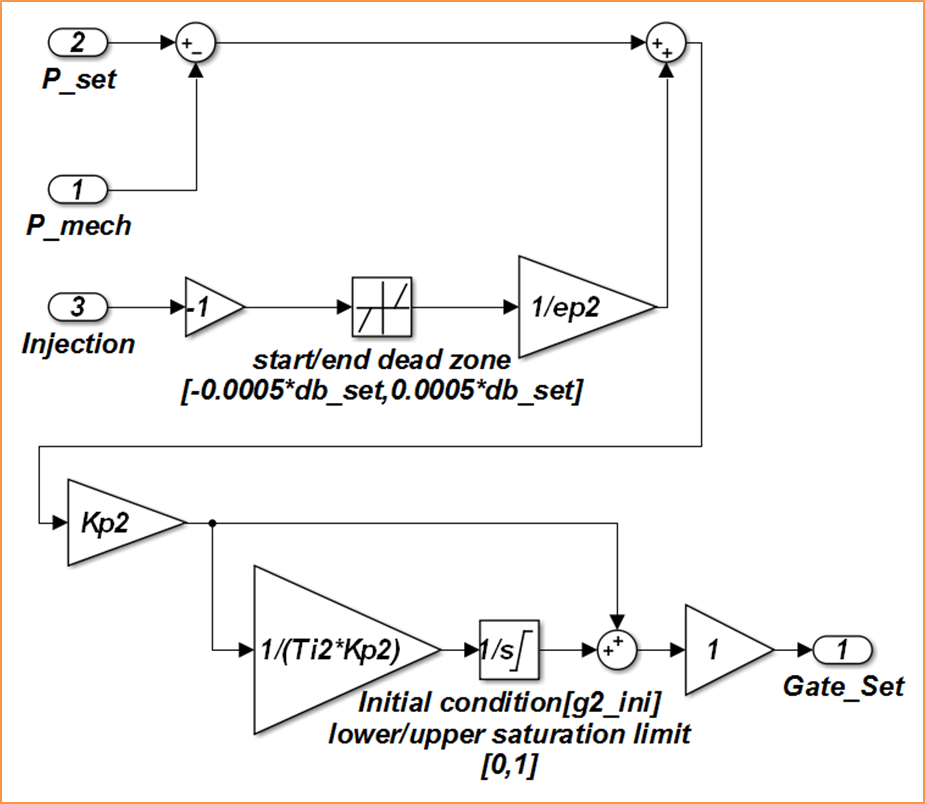 2
P_set
+
−
+
+
1
P_mech
3
Injection
-1
1/ep2
start/end dead zone
[-0.0005*db_set,0.0005*db_set]
Kp2
1/(Ti2*Kp2)
1/s
+
+
1
1
Gate_Set
Initial condition[g2_ini]
lower/upper saturation limit
[0,1]